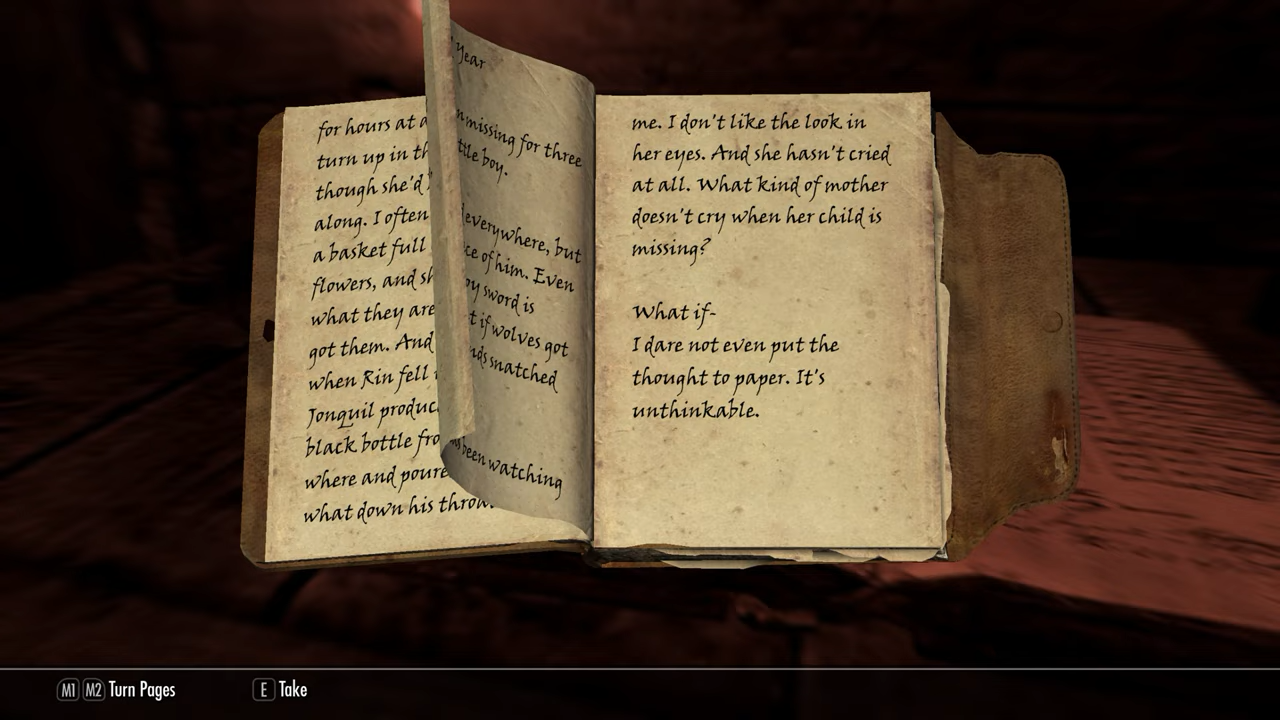 for hours at a
turn up in th
though she'd
along. I often
a basket full
flowers, and sh
what they are
got them. And
when Rin fell
Jonquil produc
black bottle fro
where and poure
what down his throa
Year
missing for three
tle boy.
everywhere, but
ce of him. Even
oy sword is
t if wolves got
nds snatched
as been watching
me. I don't like the look in
her eyes. And she hasn't cried
at all. What kind of mother
doesn't cry when her child is
missing?
What if-
I dare not even put the
thought to paper. It's
unthinkable.
M1 M2 Turn Pages
E Take